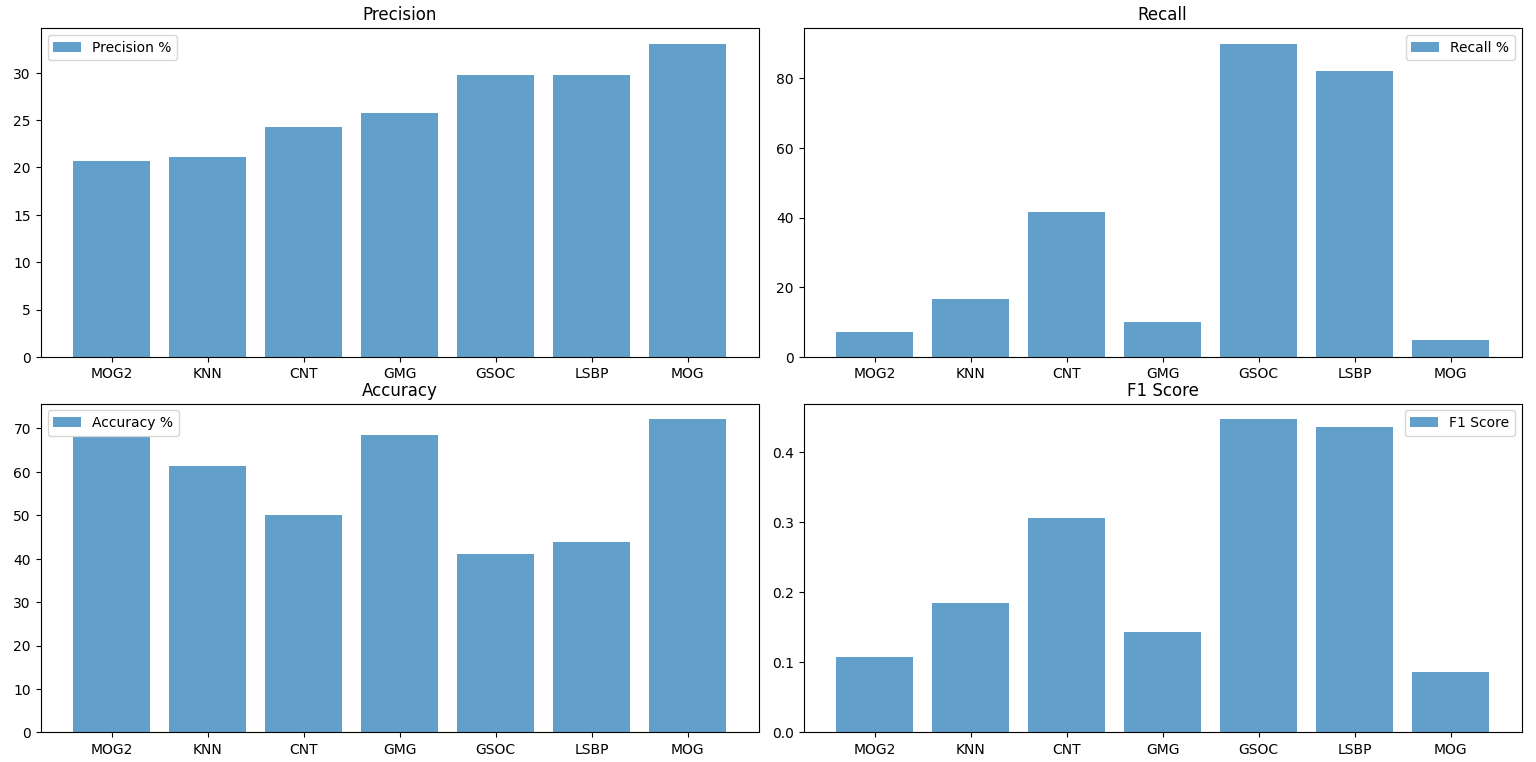 Precision
Precision %
30
25
20
15
10
5
0
MOG2 KNN CNT GMG GSOC LSBP MOG
Recall
Recall %
80
60
40
20
0
MOG2 KNN CNT GMG GSOC LSBP MOG
Accuracy
Accuracy %
70
60
50
40
30
20
10
0
MOG2 KNN CNT GMG GSOC LSBP MOG
F1 Score
F1 Score
0.4
0.3
0.2
0.1
0.0
MOG2 KNN CNT GMG GSOC LSBP MOG